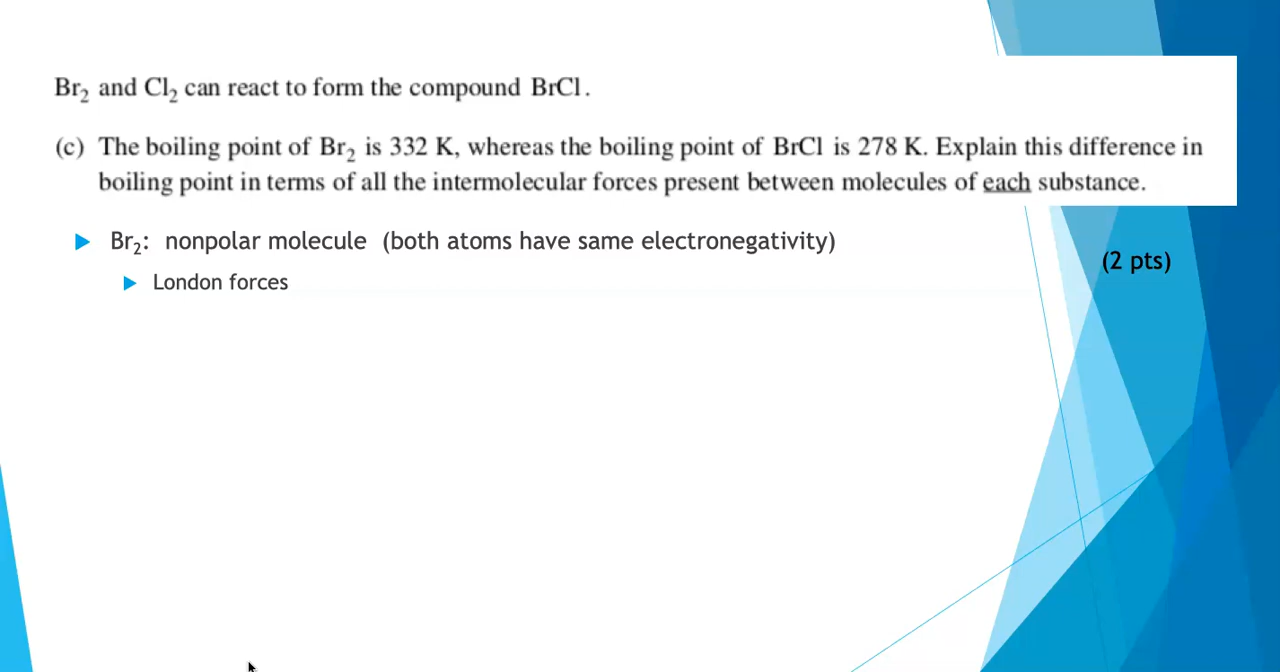 Br₂ and Cl₂ can react to form the compound BrCl.
(c) The boiling point of Br₂ is 332 K, whereas the boiling point of BrCl is 278 K. Explain this difference in
boiling point in terms of all the intermolecular forces present between molecules of each substance.
Br₂: nonpolar molecule (both atoms have same electronegativity)
(2 pts)
London forces